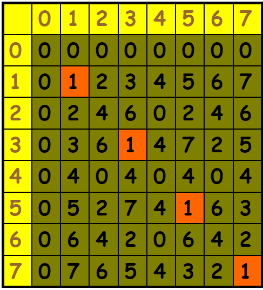 0 1 2 3 4 5 6 7
0 0 0 0 0 0 0 0 0
1 0 1 2 3 4 5 6 7
2 0 2 4 6 0 2 4 6
3 0 3 6 1 4 7 2 5
4 0 4 0 4 0 4 0 4
5 0 5 2 7 4 1 6 3
6 0 6 4 2 0 6 4 2
7 0 7 6 5 4 3 2 1